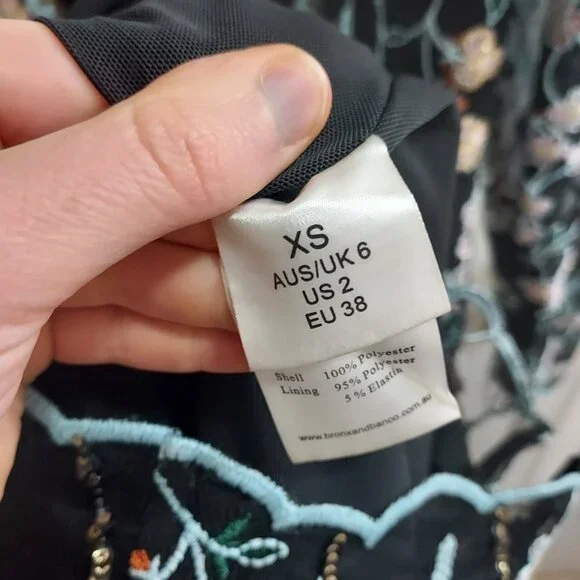 XS
AUS/UK 6
US 2
EU 38
Shell 100% Polyester
Lining 95% Polyester
5 % Elastin
www.bronxandbanco.com.au